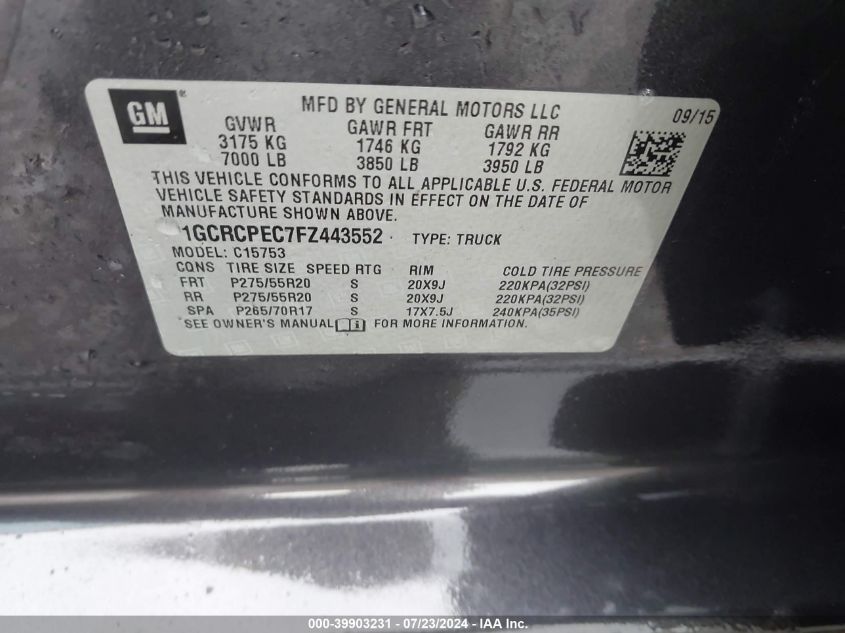 GM ®
MFD BY GENERAL MOTORS LLC
09/15
GVWR GAWR FRT GAWR RR
3175 KG 1746 KG 1792 KG
7000 LB 3850 LB 3950 LB
THIS VEHICLE CONFORMS TO ALL APPLICABLE U.S. FEDERAL MOTOR
VEHICLE SAFETY STANDARDS IN EFFECT ON THE DATE OF
MANUFACTURE SHOWN ABOVE.
1GCRCPEC7FZ443552 TYPE: TRUCK
MODEL: C15753
CONS TIRE SIZE SPEED RTG RIM COLD TIRE PRESSURE
FRT P275/55R20 S 20X9J 220KPA(32PSI)
RR P275/55R20 S 20X9J 220KPA(32PSI)
SPA P265/70R17 S 17X7.5J 240KPA(35PSI)
SEE OWNER'S MANUAL i FOR MORE INFORMATION.
000-39903231 - 07/23/2024 - IAA Inc.